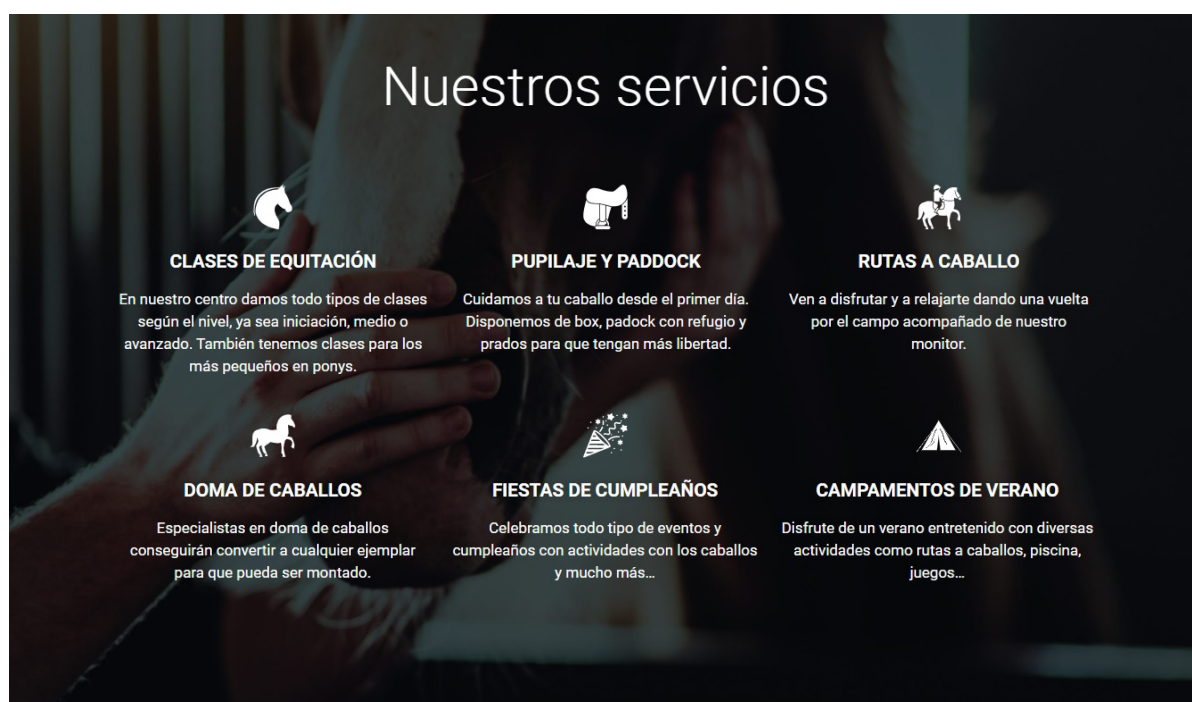 Nuestros servicios
CLASES DE EQUITACIÓN
En nuestro centro damos todo tipos de clases
según el nivel, ya sea iniciación, medio o
avanzado. También tenemos clases para los
más pequeños en ponys.
PUPILAJE Y PADDOCK
Cuidamos a tu caballo desde el primer día.
Disponemos de box, padock con refugio y
prados para que tengan más libertad.
RUTAS A CABALLO
Ven a disfrutar y a relajarte dando una vuelta
por el campo acompañado de nuestro
monitor.
DOMA DE CABALLOS
Especialistas en doma de caballos
conseguirán convertir a cualquier ejemplar
para que pueda ser montado.
FIESTAS DE CUMPLEAÑOS
Celebramos todo tipo de eventos y
cumpleaños con actividades con los caballos
y mucho más...
CAMPAMENTOS DE VERANO
Disfrute de un verano entretenido con diversas
actividades como rutas a caballos, piscina,
juegos...